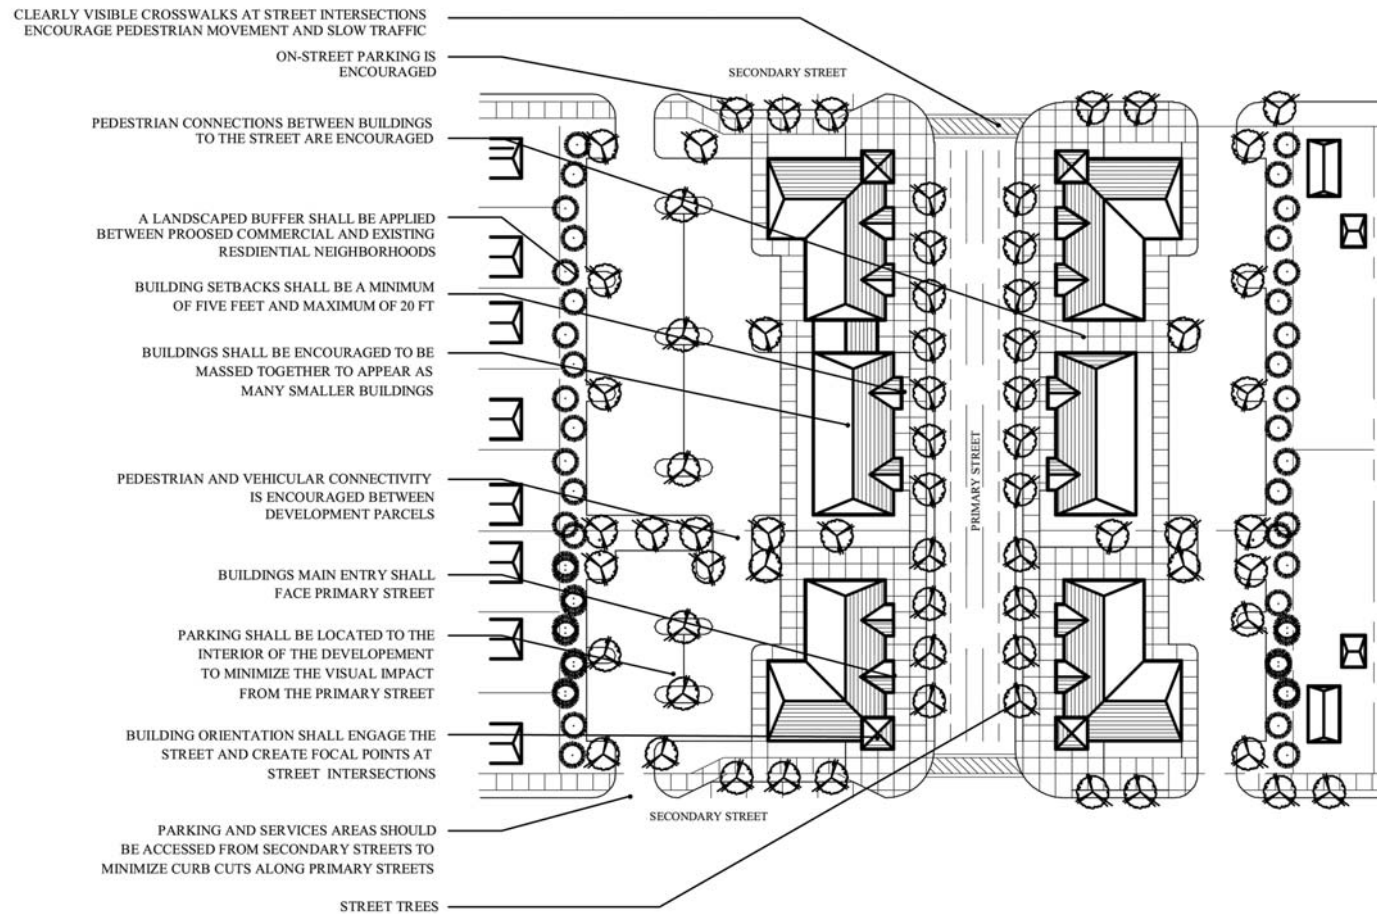 CLEARLY VISIBLE CROSSWALKS AT STREET INTERSECTIONS
ENCOURAGE PEDESTRIAN MOVEMENT AND SLOW TRAFFIC
ON-STREET PARKING IS
ENCOURAGED
SECONDARY STREET
PEDESTRIAN CONNECTIONS BETWEEN BUILDINGS
TO THE STREET ARE ENCOURAGED
A LANDSCAPED BUFFER SHALL BE APPLIED
BETWEEN PROOSED COMMERCIAL AND EXISTING
RESDIENTIAL NEIGHBORHOODS
BUILDING SETBACKS SHALL BE A MINIMUM
OF FIVE FEET AND MAXIMUM OF 20 FT
BUILDINGS SHALL BE ENCOURAGED TO BE
MASSED TOGETHER TO APPEAR AS
MANY SMALLER BUILDINGS
PRIMARY STREET
PEDESTRIAN AND VEHICULAR CONNECTIVITY
IS ENCOURAGED BETWEEN
DEVELOPMENT PARCELS
BUILDINGS MAIN ENTRY SHALL
FACE PRIMARY STREET
PARKING SHALL BE LOCATED TO THE
INTERIOR OF THE DEVELOPEMENT
TO MINIMIZE THE VISUAL IMPACT
FROM THE PRIMARY STREET
BUILDING ORIENTATION SHALL ENGAGE THE
STREET AND CREATE FOCAL POINTS AT
STREET INTERSECTIONS
SECONDARY STREET
PARKING AND SERVICES AREAS SHOULD
BE ACCESSED FROM SECONDARY STREETS TO
MINIMIZE CURB CUTS ALONG PRIMARY STREETS
STREET TREES